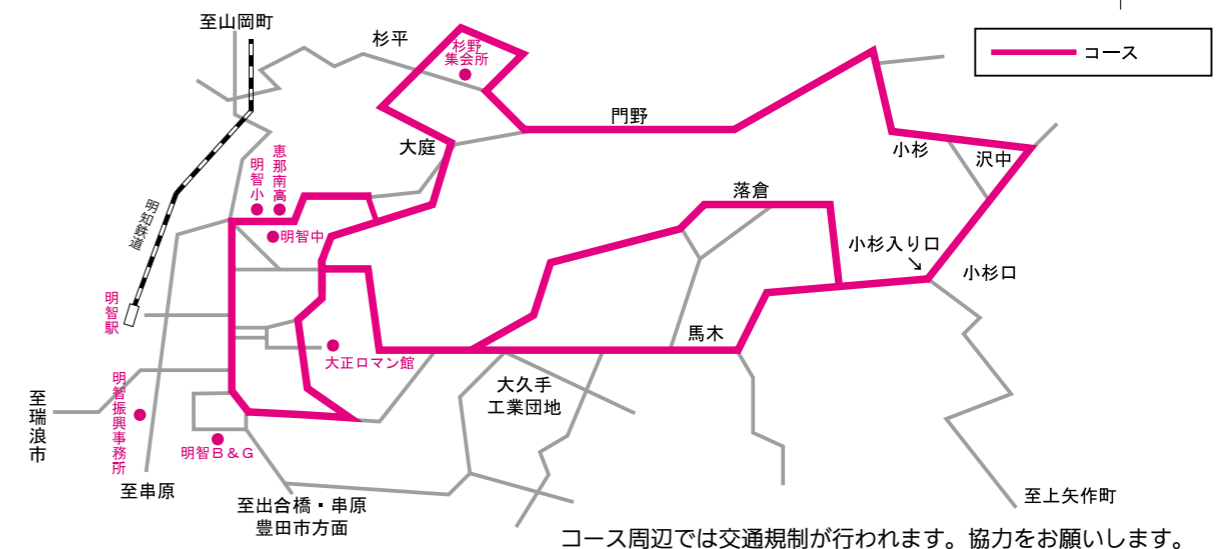 至山岡町
杉平
杉野
集会所
コース
門野
大庭
小杉
沢中
恵那南高
明智小
落倉
明知鉄道
明智中
小杉入り口
小杉口
明智駅
馬木
大正ロマン館
明智振興事務所
大久手
工業団地
至瑞浪市
明智B&G
至串原
至上矢作町
至出合橋・串原
豊田市方面
コース周辺では交通規制が行われます。協力をお願いします。